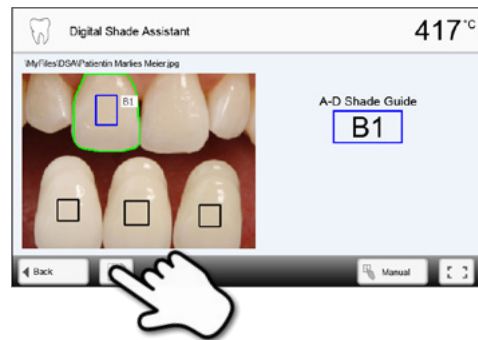 Digital Shade Assistant
417°C
\MyFiles\DSA\Patientin Marlies Meier.jpg
B1
A-D Shade Guide
B1
Back
Manual